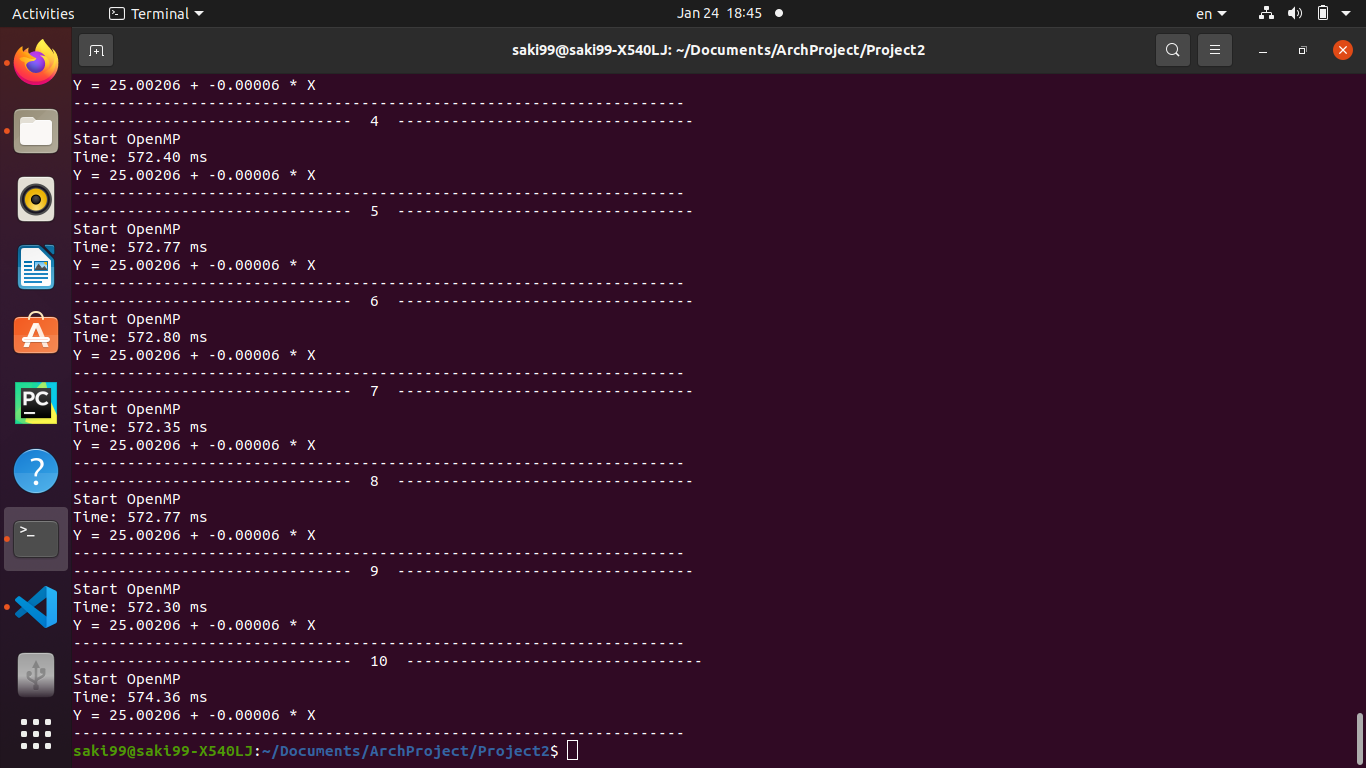 Activities Terminal Jan 24 18:45 en
saki99@saki99-X540LJ: ~/Documents/ArchProject/Project2
Y = 25.00206 + -0.00006 * X
--------------------------------------------------------------------
-------------------------------  4  ---------------------------------
Start OpenMP
Time: 572.40 ms
Y = 25.00206 + -0.00006 * X
--------------------------------------------------------------------
-------------------------------  5  ---------------------------------
Start OpenMP
Time: 572.77 ms
Y = 25.00206 + -0.00006 * X
--------------------------------------------------------------------
-------------------------------  6  ---------------------------------
Start OpenMP
Time: 572.80 ms
Y = 25.00206 + -0.00006 * X
--------------------------------------------------------------------
-------------------------------  7  ---------------------------------
Start OpenMP
Time: 572.35 ms
Y = 25.00206 + -0.00006 * X
--------------------------------------------------------------------
-------------------------------  8  ---------------------------------
Start OpenMP
Time: 572.77 ms
Y = 25.00206 + -0.00006 * X
--------------------------------------------------------------------
-------------------------------  9  ---------------------------------
Start OpenMP
Time: 572.30 ms
Y = 25.00206 + -0.00006 * X
--------------------------------------------------------------------
-------------------------------  10  ---------------------------------
Start OpenMP
Time: 574.36 ms
Y = 25.00206 + -0.00006 * X
--------------------------------------------------------------------
saki99@saki99-X540LJ:~/Documents/ArchProject/Project2$
PC
?
>_